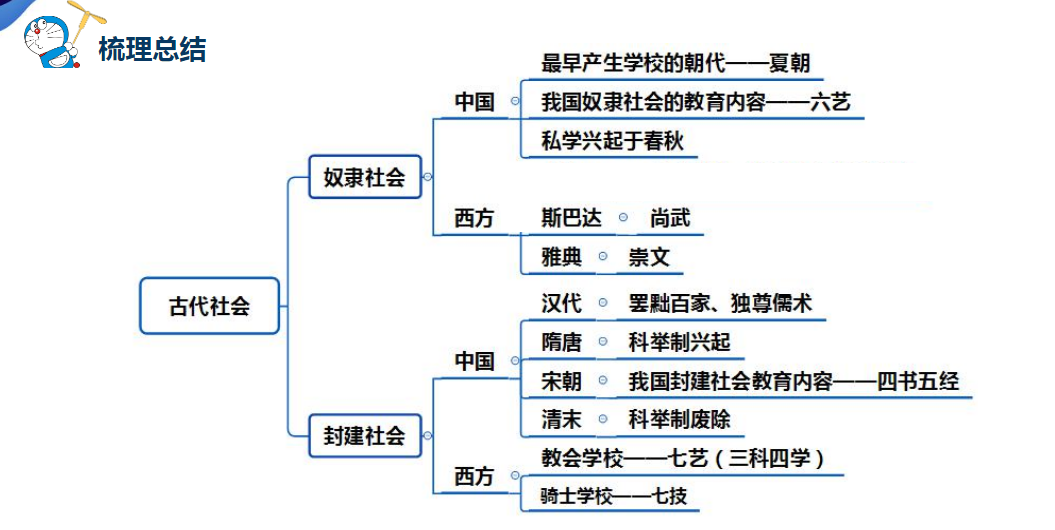 梳理总结
古代社会
奴隶社会
中国
最早产生学校的朝代——夏朝
我国奴隶社会的教育内容——六艺
私学兴起于春秋
西方
斯巴达 尚武
雅典 崇文
封建社会
中国
汉代 罢黜百家、独尊儒术
隋唐 科举制兴起
宋朝 我国封建社会教育内容——四书五经
清末 科举制废除
西方
教会学校——七艺（三科四学）
骑士学校——七技